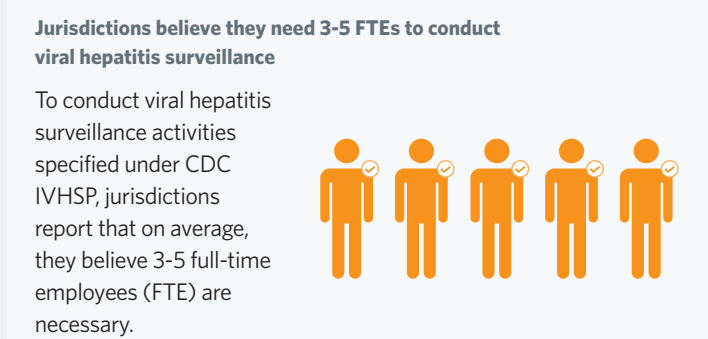 Jurisdictions believe they need 3-5 FTEs to conduct
viral hepatitis surveillance
To conduct viral hepatitis
surveillance activities
specified under CDC
IVHSP, jurisdictions
report that on average,
they believe 3-5 full-time
employees (FTE) are
necessary.